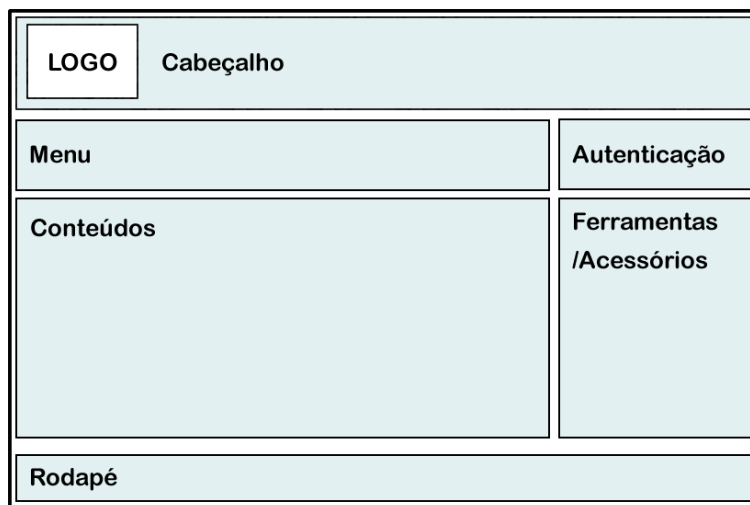 LOGO
Cabeçalho
Menu
Autenticação
Conteúdos
Ferramentas
/Acessórios
Rodapé